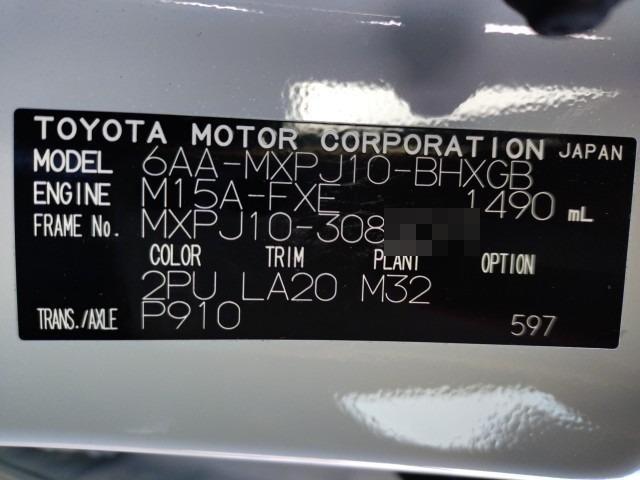 TOYOTA MOTOR CORPORATION JAPAN
MODEL 6AA-MXPJ10-BHXGB
ENGINE M15A-FXE 1490 mL
FRAME No. MXPJ10-308
COLOR TRIM PLANT OPTION
2PU LA20 M32
TRANS./AXLE P910 597